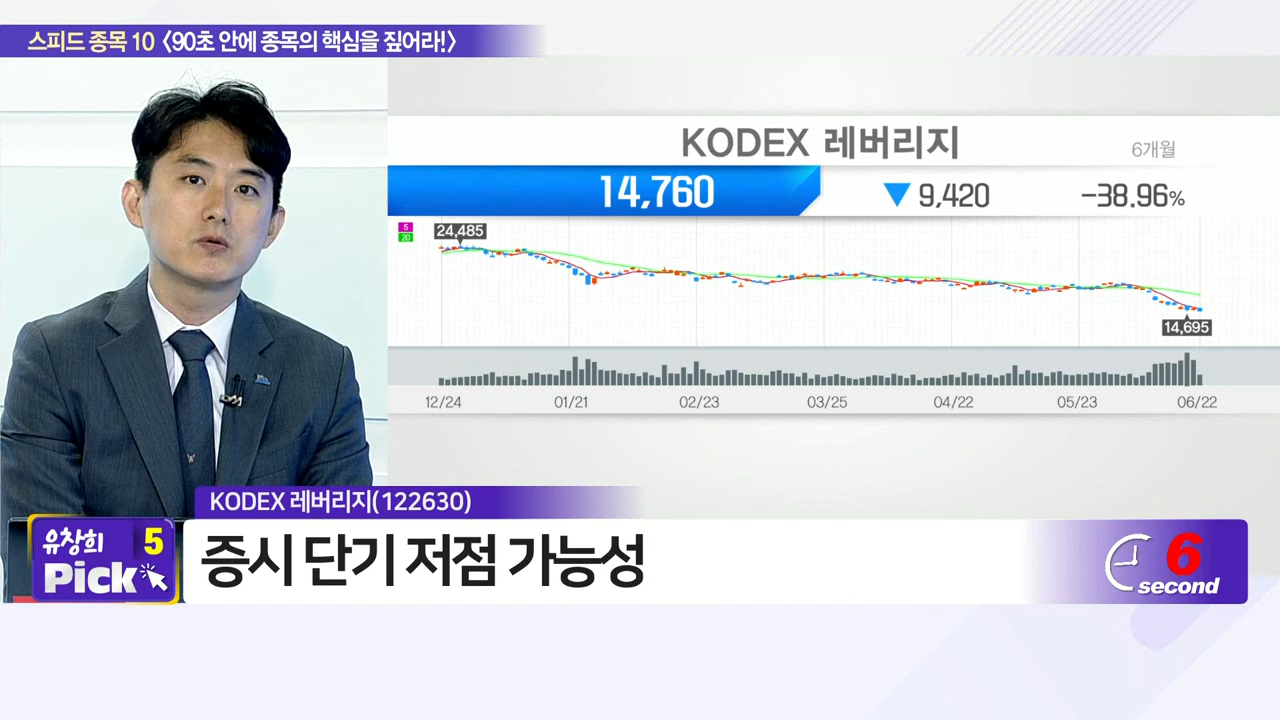 스피드 종목 10 〈90초 안에 종목의 핵심을 짚어라!〉
KODEX 레버리지
6개월
14,760
▼ 9,420
-38.96%
5
20
24,485
14,695
12/24
01/21
02/23
03/25
04/22
05/23
06/22
KODEX 레버리지(122630)
유창희 5
Pick
증시 단기 저점 가능성
6
second